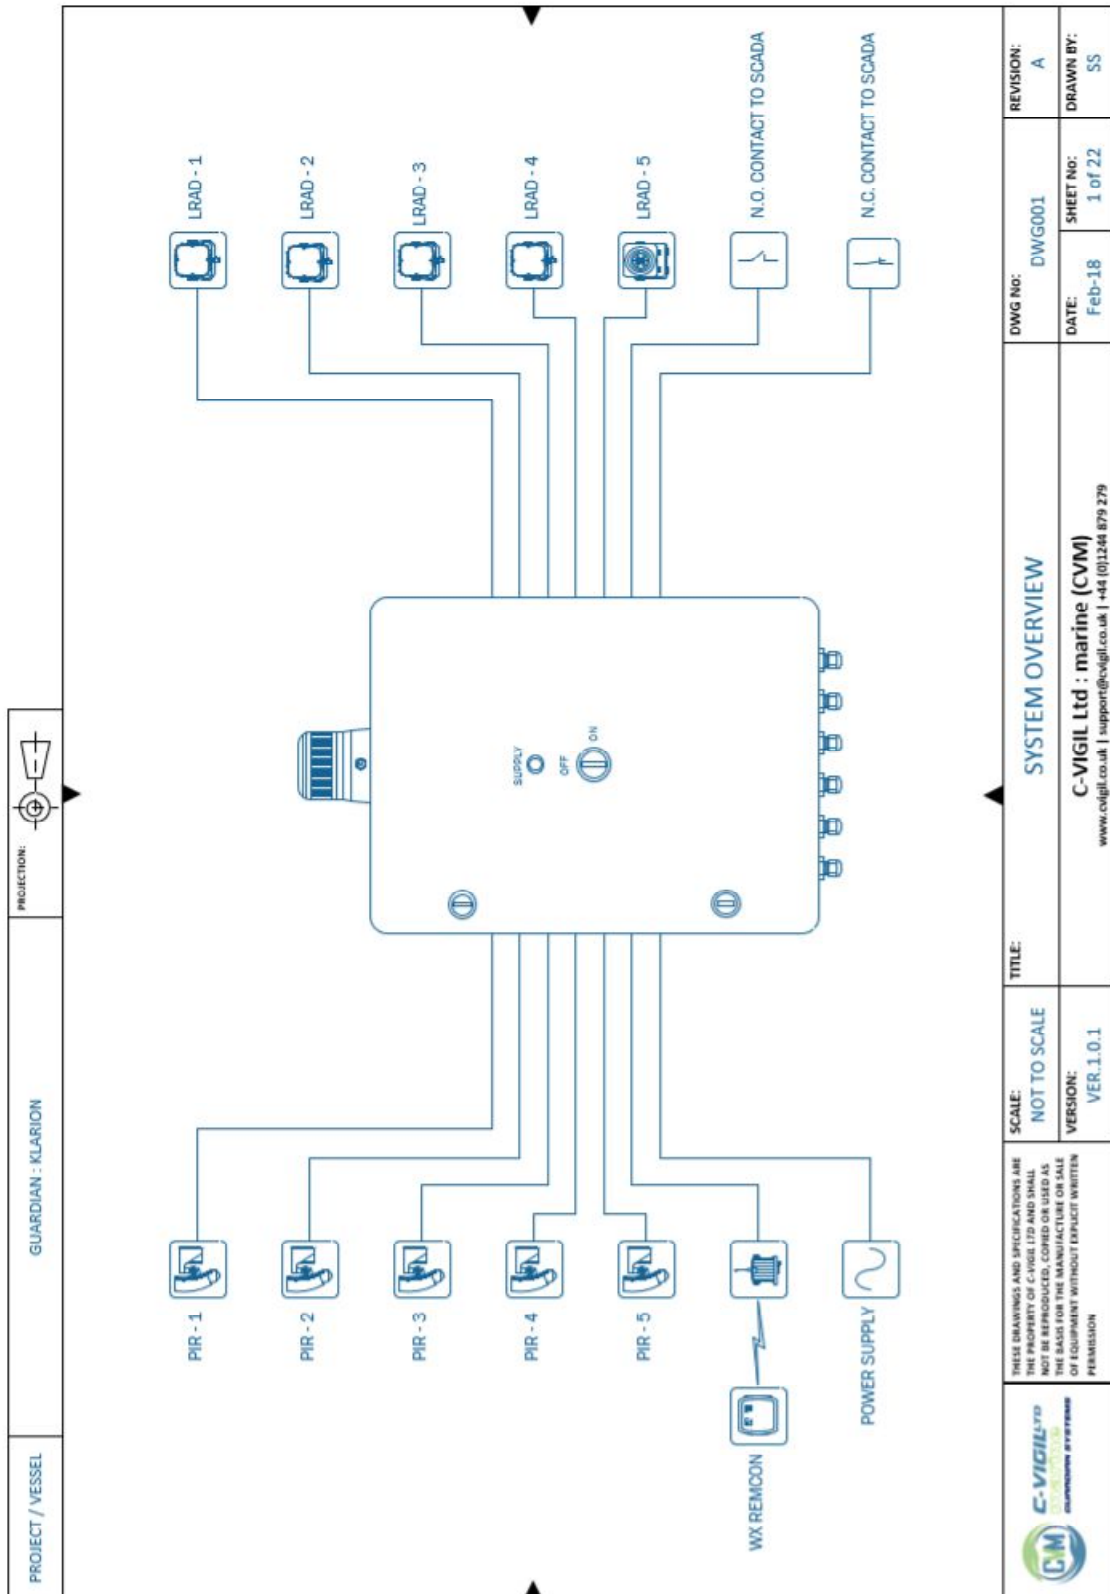 PROJECT / VESSEL
GUARDIAN : KLARION
PROJECTION:
PIR - 1
PIR - 2
PIR - 3
PIR - 4
PIR - 5
WX REMCON
POWER SUPPLY
SUPPLY
OFF
ON
LRAD - 1
LRAD - 2
LRAD - 3
LRAD - 4
LRAD - 5
N.O. CONTACT TO SCADA
N.C. CONTACT TO SCADA
CVM
C-VIGIL LTD
GUARDIAN SYSTEMS
THESE DRAWINGS AND SPECIFICATIONS ARE
THE PROPERTY OF C-VIGIL LTD AND SHALL
NOT BE REPRODUCED, COPIED OR USED AS
THE BASIS FOR THE MANUFACTURE OR SALE
OF EQUIPMENT WITHOUT EXPLICIT WRITTEN
PERMISSION
SCALE:
NOT TO SCALE
VERSION:
VER.1.0.1
TITLE:
SYSTEM OVERVIEW
C-VIGIL Ltd : marine (CVM)
www.cvigil.co.uk | support@cvigil.co.uk | +44 (0)1244 879 279
DWG No:
DWG001
REVISION:
A
DATE:
Feb-18
SHEET No:
1 of 22
DRAWN BY:
SS